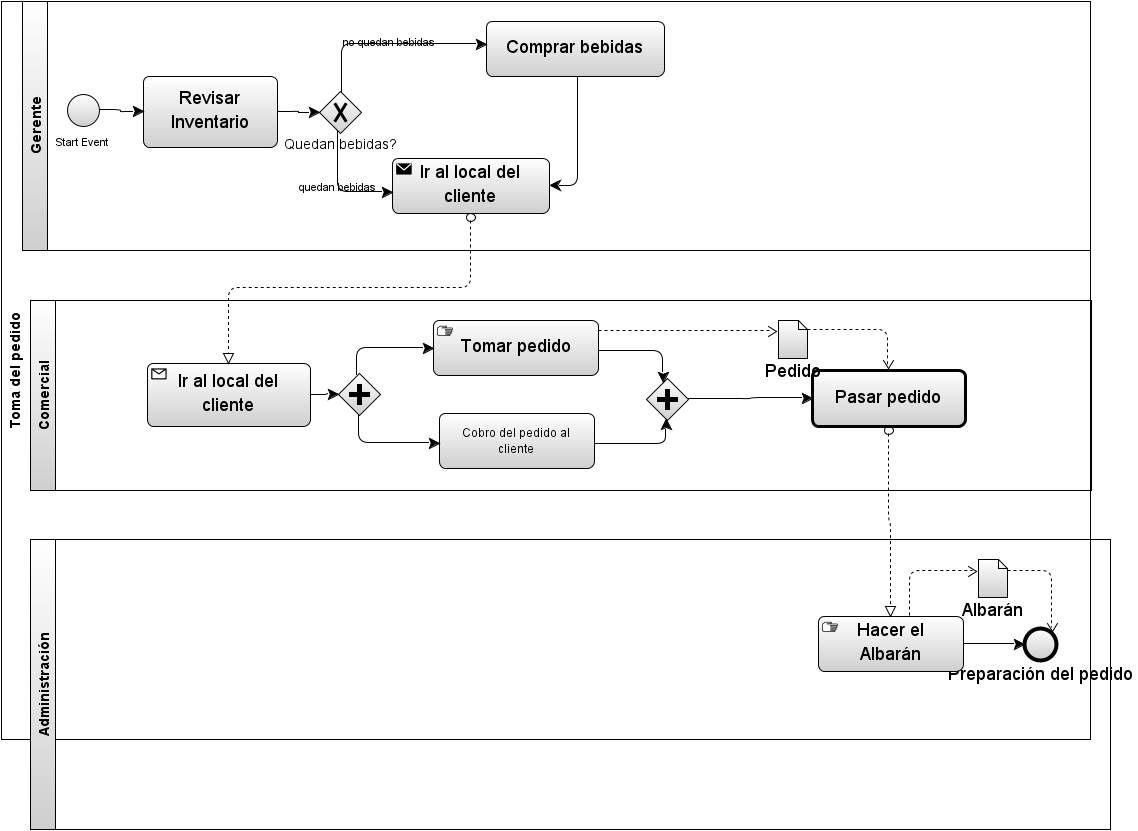 Toma del pedido
Gerente
Start Event
Revisar
Inventario
Quedan bebidas?
no quedan bebidas
Comprar bebidas
quedan bebidas
Ir al local del
cliente
Comercial
Ir al local del
cliente
Tomar pedido
Cobro del pedido al
cliente
Pedido
Pasar pedido
Administración
Hacer el
Albarán
Albarán
Preparación del pedido